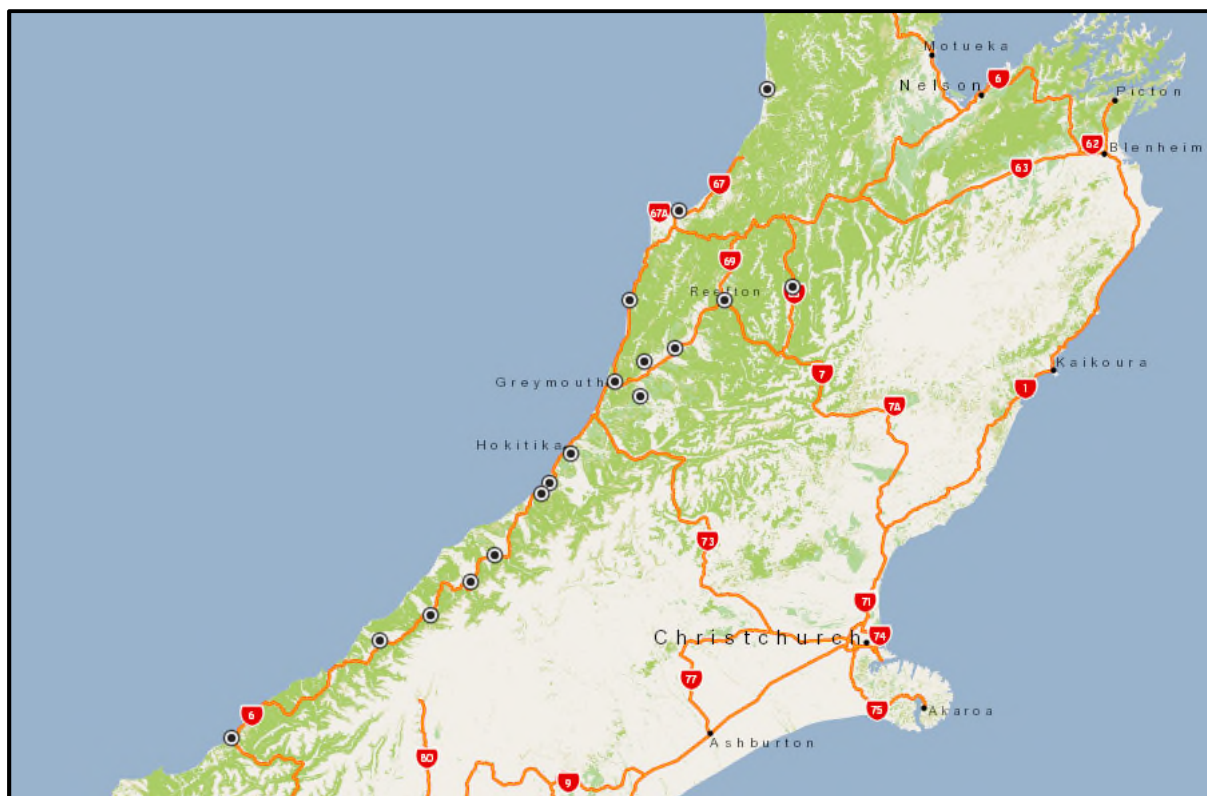 Motueka
Nelson
6
Picton
62
Blenheim
63
67
67A
69
Reefton
Kaikoura
7
1
Greymouth
7A
Hokitika
73
71
Christchurch
74
77
75
Akaroa
6
Ashburton
80
9